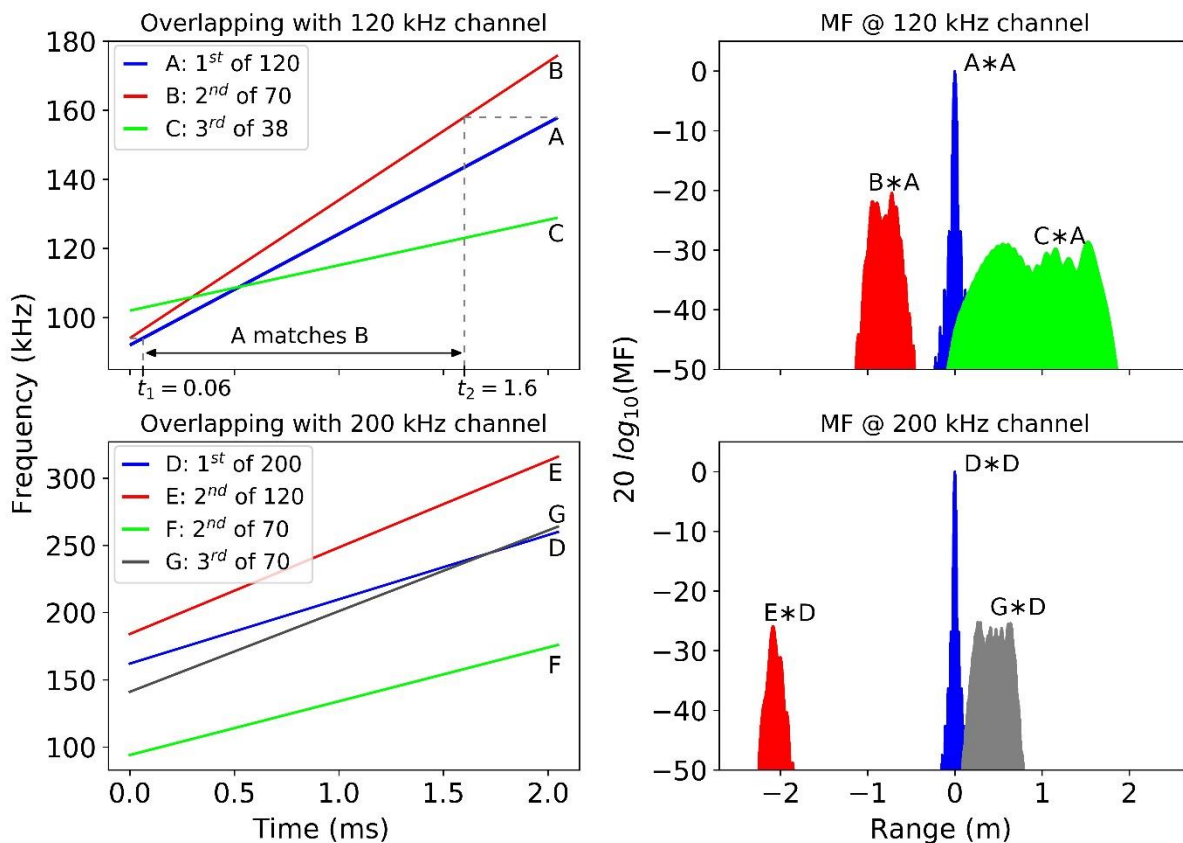 Overlapping with 120 kHz channel
180
160
140
120
100
A: 1st of 120
B: 2nd of 70
C: 3rd of 38
B
A
C
A matches B
t1 = 0.06
t2 = 1.6
MF @ 120 kHz channel
0
−10
−20
−30
−40
−50
A∗A
B∗A
C∗A
Frequency (kHz)
20 log10(MF)
Overlapping with 200 kHz channel
300
250
200
150
100
D: 1st of 200
E: 2nd of 120
F: 2nd of 70
G: 3rd of 70
E
G
D
F
0.0 0.5 1.0 1.5 2.0
Time (ms)
MF @ 200 kHz channel
0
−10
−20
−30
−40
−50
D∗D
E∗D
G∗D
−2 −1 0 1 2
Range (m)